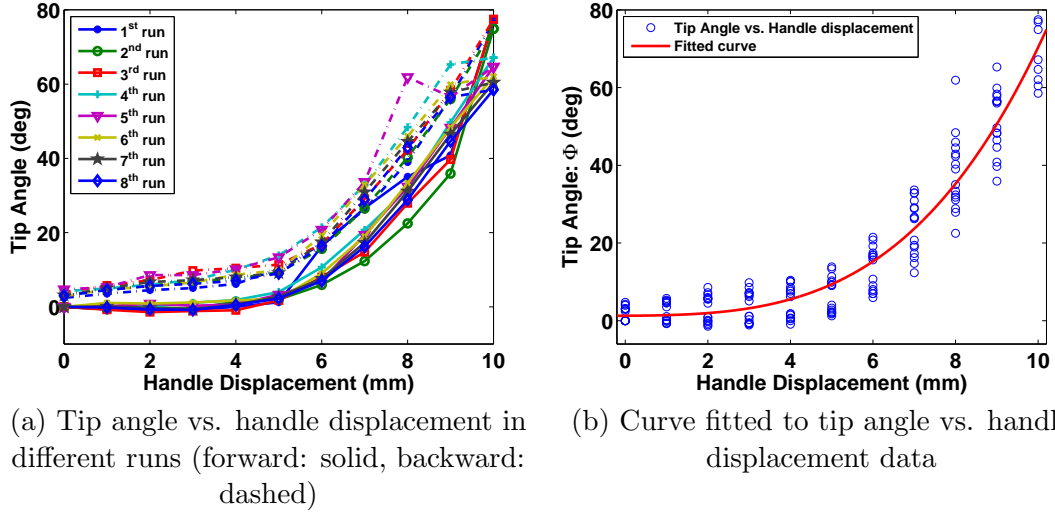 80
60
40
20
0
0
2
4
6
8
10
Tip Angle (deg)
Handle Displacement (mm)
1st run
2nd run
3rd run
4th run
5th run
6th run
7th run
8th run
(a) Tip angle vs. handle displacement in
different runs (forward: solid, backward:
dashed)
80
60
40
20
0
0
2
4
6
8
10
Tip Angle: Φ (deg)
Handle Displacement (mm)
Tip Angle vs. Handle displacement
Fitted curve
(b) Curve fitted to tip angle vs. handl
displacement data